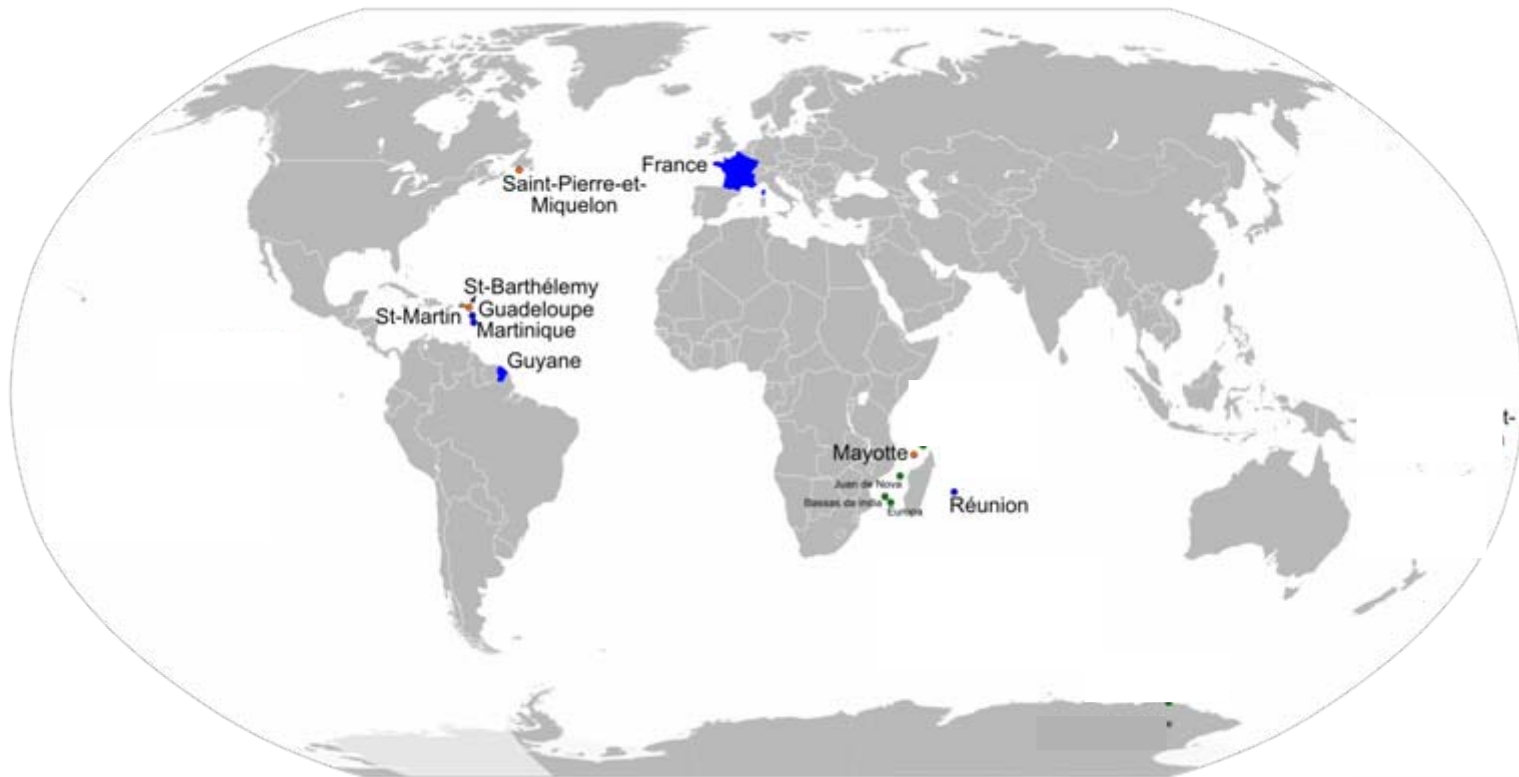 France
Saint-Pierre-et-
Miquelon
St-Barthélemy
Guadeloupe
St-Martin
Martinique
Guyane
t-
Mayotte
Juan de Nova
Bassas da India
Europa
Réunion